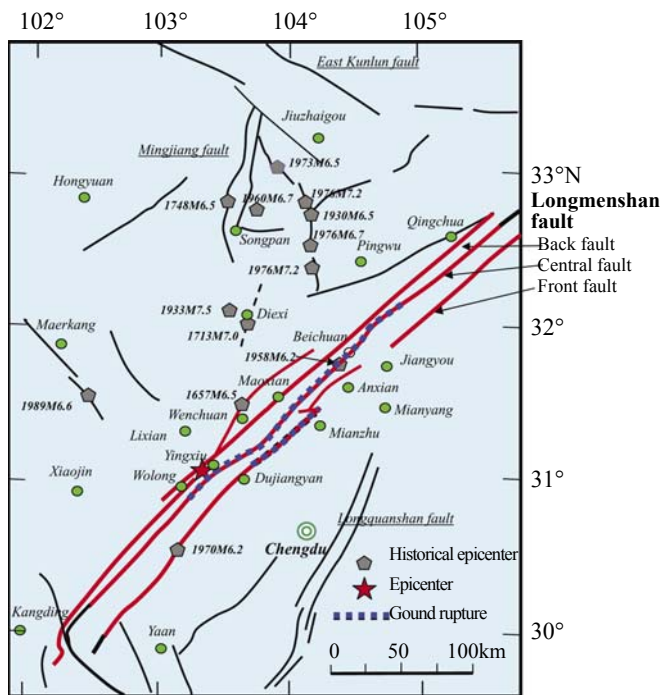 102°
103°
104°
105°
East Kunlun fault
Jiuzhaigou
Mingjiang fault
1973M6.5
33°N
Hongyuan
1748M6.5
1960M6.7
1976M7.2
1930M6.5
Longmenshan
fault
Qingchua
Songpan
1976M6.7
Pingwu
Back fault
Central fault
1976M7.2
Front fault
1933M7.5
Diexi
1713M7.0
32°
Maerkang
Beichuan
1958M6.2
Jiangyou
1657M6.5
Maoxian
Anxian
1989M6.6
Wenchuan
Mianyang
Lixian
Mianzhu
Yingxiu
Xiaojin
Wolong
31°
Dujiangyan
Longquanshan fault
Chengdu
1970M6.2
Historical epicenter
Epicenter
Gound rupture
Kangding
30°
Yaan
0 50 100km